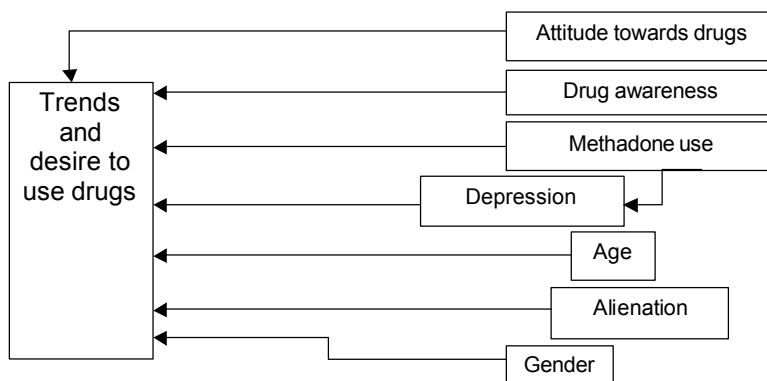 Trends
and
desire to
use drugs
Attitude towards drugs
Drug awareness
Methadone use
Depression
Age
Alienation
Gender